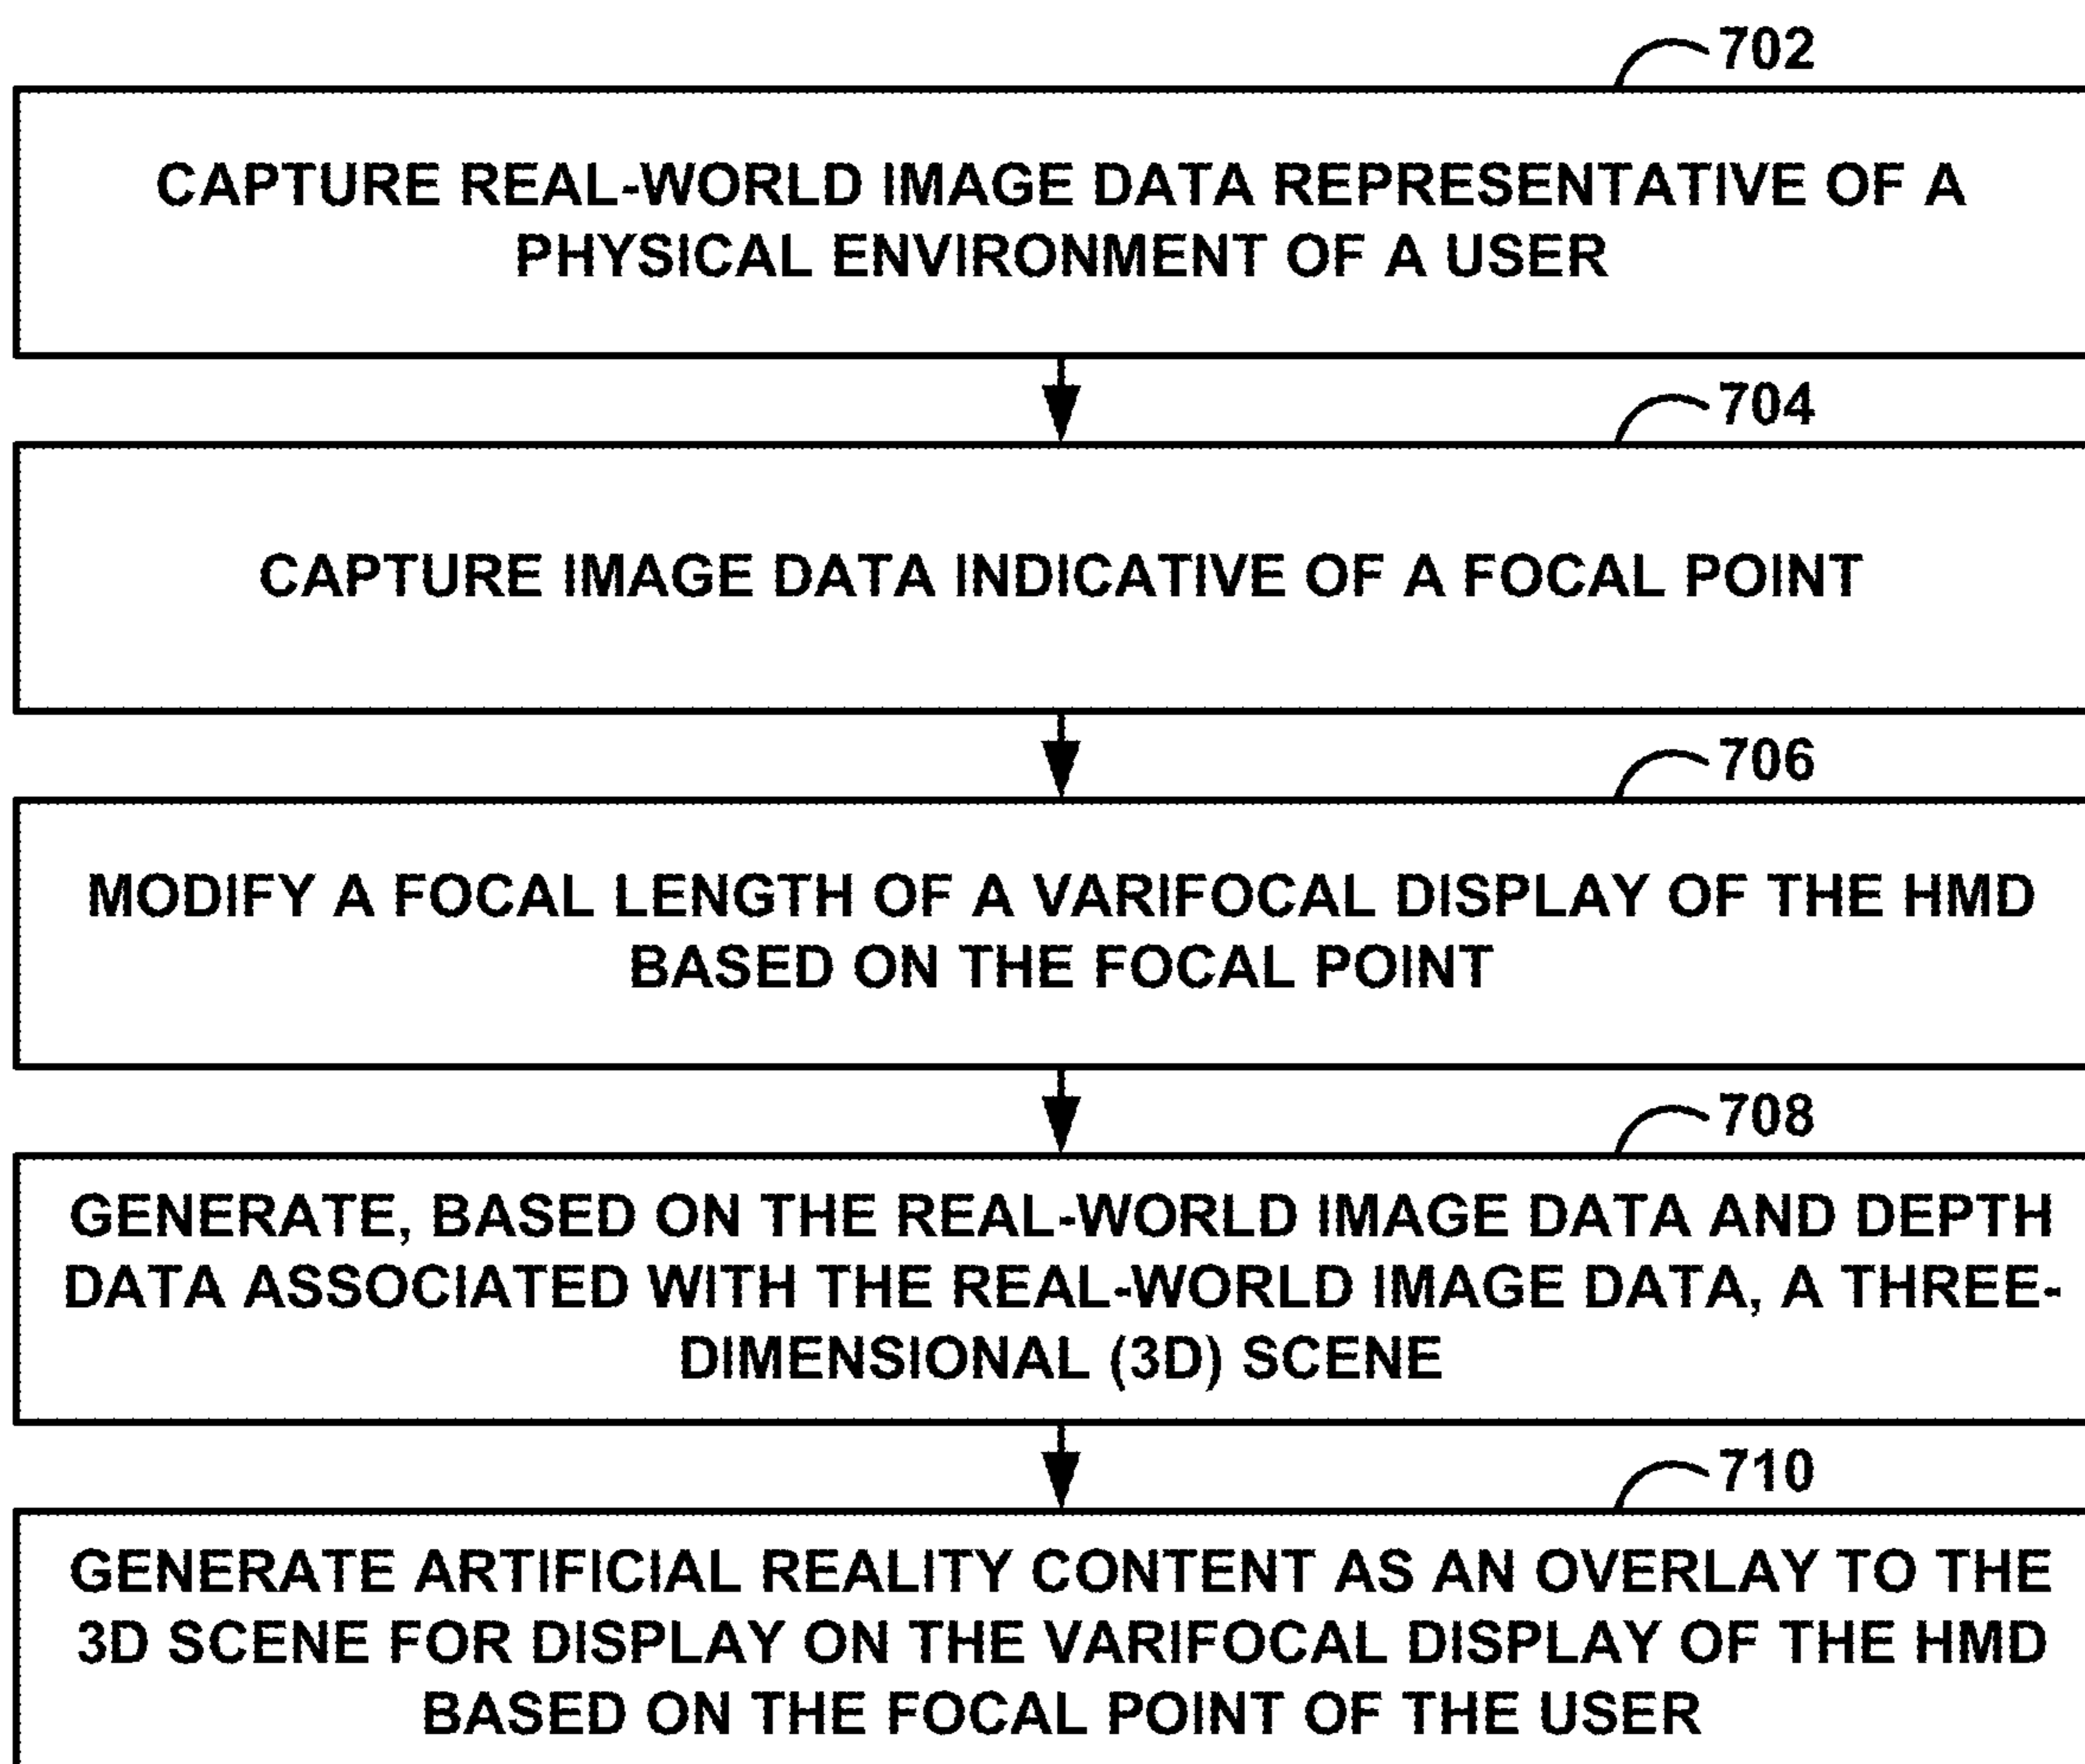 702
CAPTURE REAL-WORLD IMAGE DATA REPRESENTATIVE OF A
PHYSICAL ENVIRONMENT OF A USER
704
CAPTURE IMAGE DATA INDICATIVE OF A FOCAL POINT
706
MODIFY A FOCAL LENGTH OF A VARIFOCAL DISPLAY OF THE HMD
BASED ON THE FOCAL POINT
708
GENERATE, BASED ON THE REAL-WORLD IMAGE DATA AND DEPTH
DATA ASSOCIATED WITH THE REAL-WORLD IMAGE DATA, A THREE-
DIMENSIONAL (3D) SCENE
710
GENERATE ARTIFICIAL REALITY CONTENT AS AN OVERLAY TO THE
3D SCENE FOR DISPLAY ON THE VARIFOCAL DISPLAY OF THE HMD
BASED ON THE FOCAL POINT OF THE USER